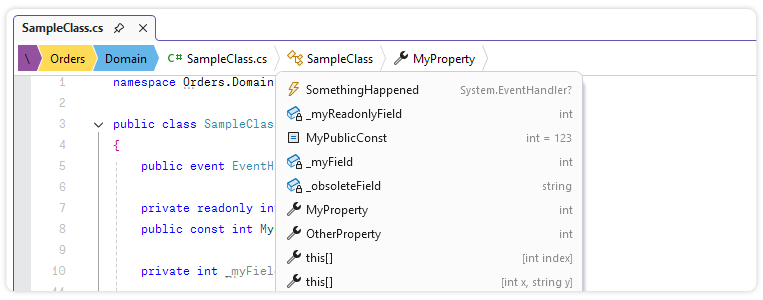 SampleClass.cs
\ Orders Domain C# SampleClass.cs SampleClass MyProperty
1 namespace Orders.Domain
2
3 public class SampleClas
4 {
5 public event EventH
6
7 private readonly in
8 public const int My
9
10 private int _myFiel
SomethingHappened System.EventHandler?
_myReadonlyField int
MyPublicConst int = 123
_myField int
_obsoleteField string
MyProperty int
OtherProperty int
this[] [int index]
this[] [int x, string y]